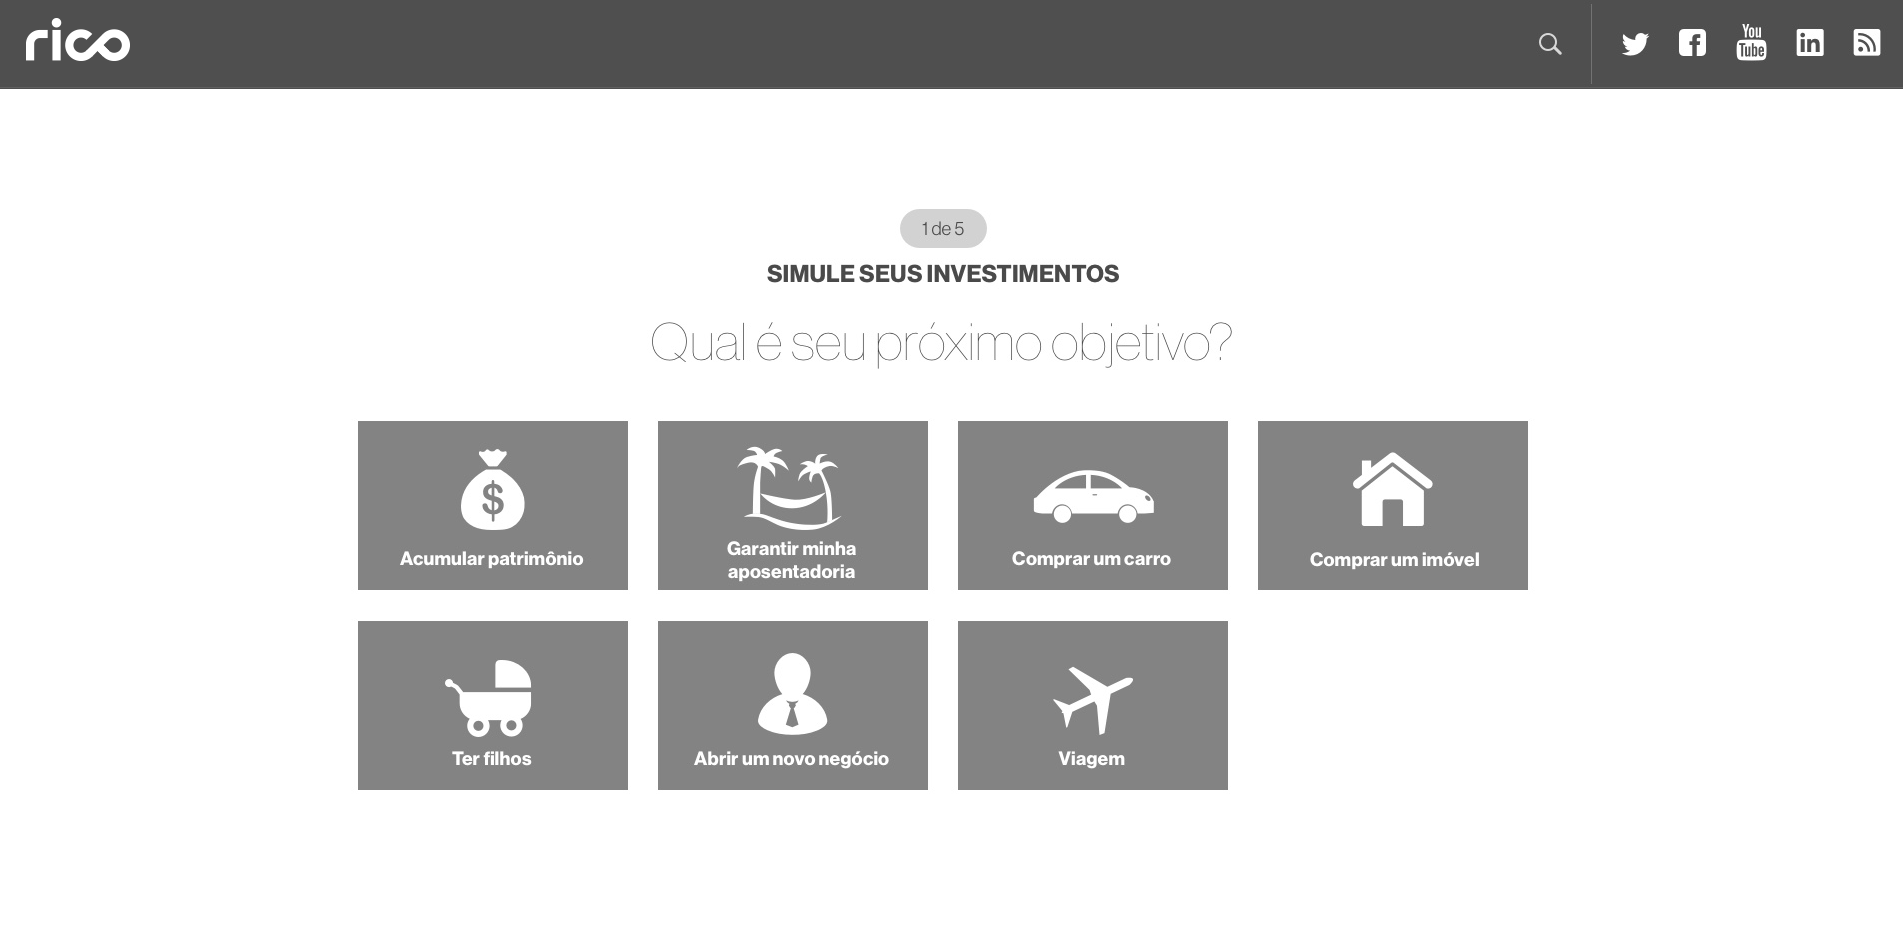 rico
You
Tube
in
1 de 5
SIMULE SEUS INVESTIMENTOS
Qual é seu próximo objetivo?
$
Acumular patrimônio
Garantir minha
aposentadoria
Comprar um carro
Comprar um imóvel
Ter filhos
Abrir um novo negócio
Viagem